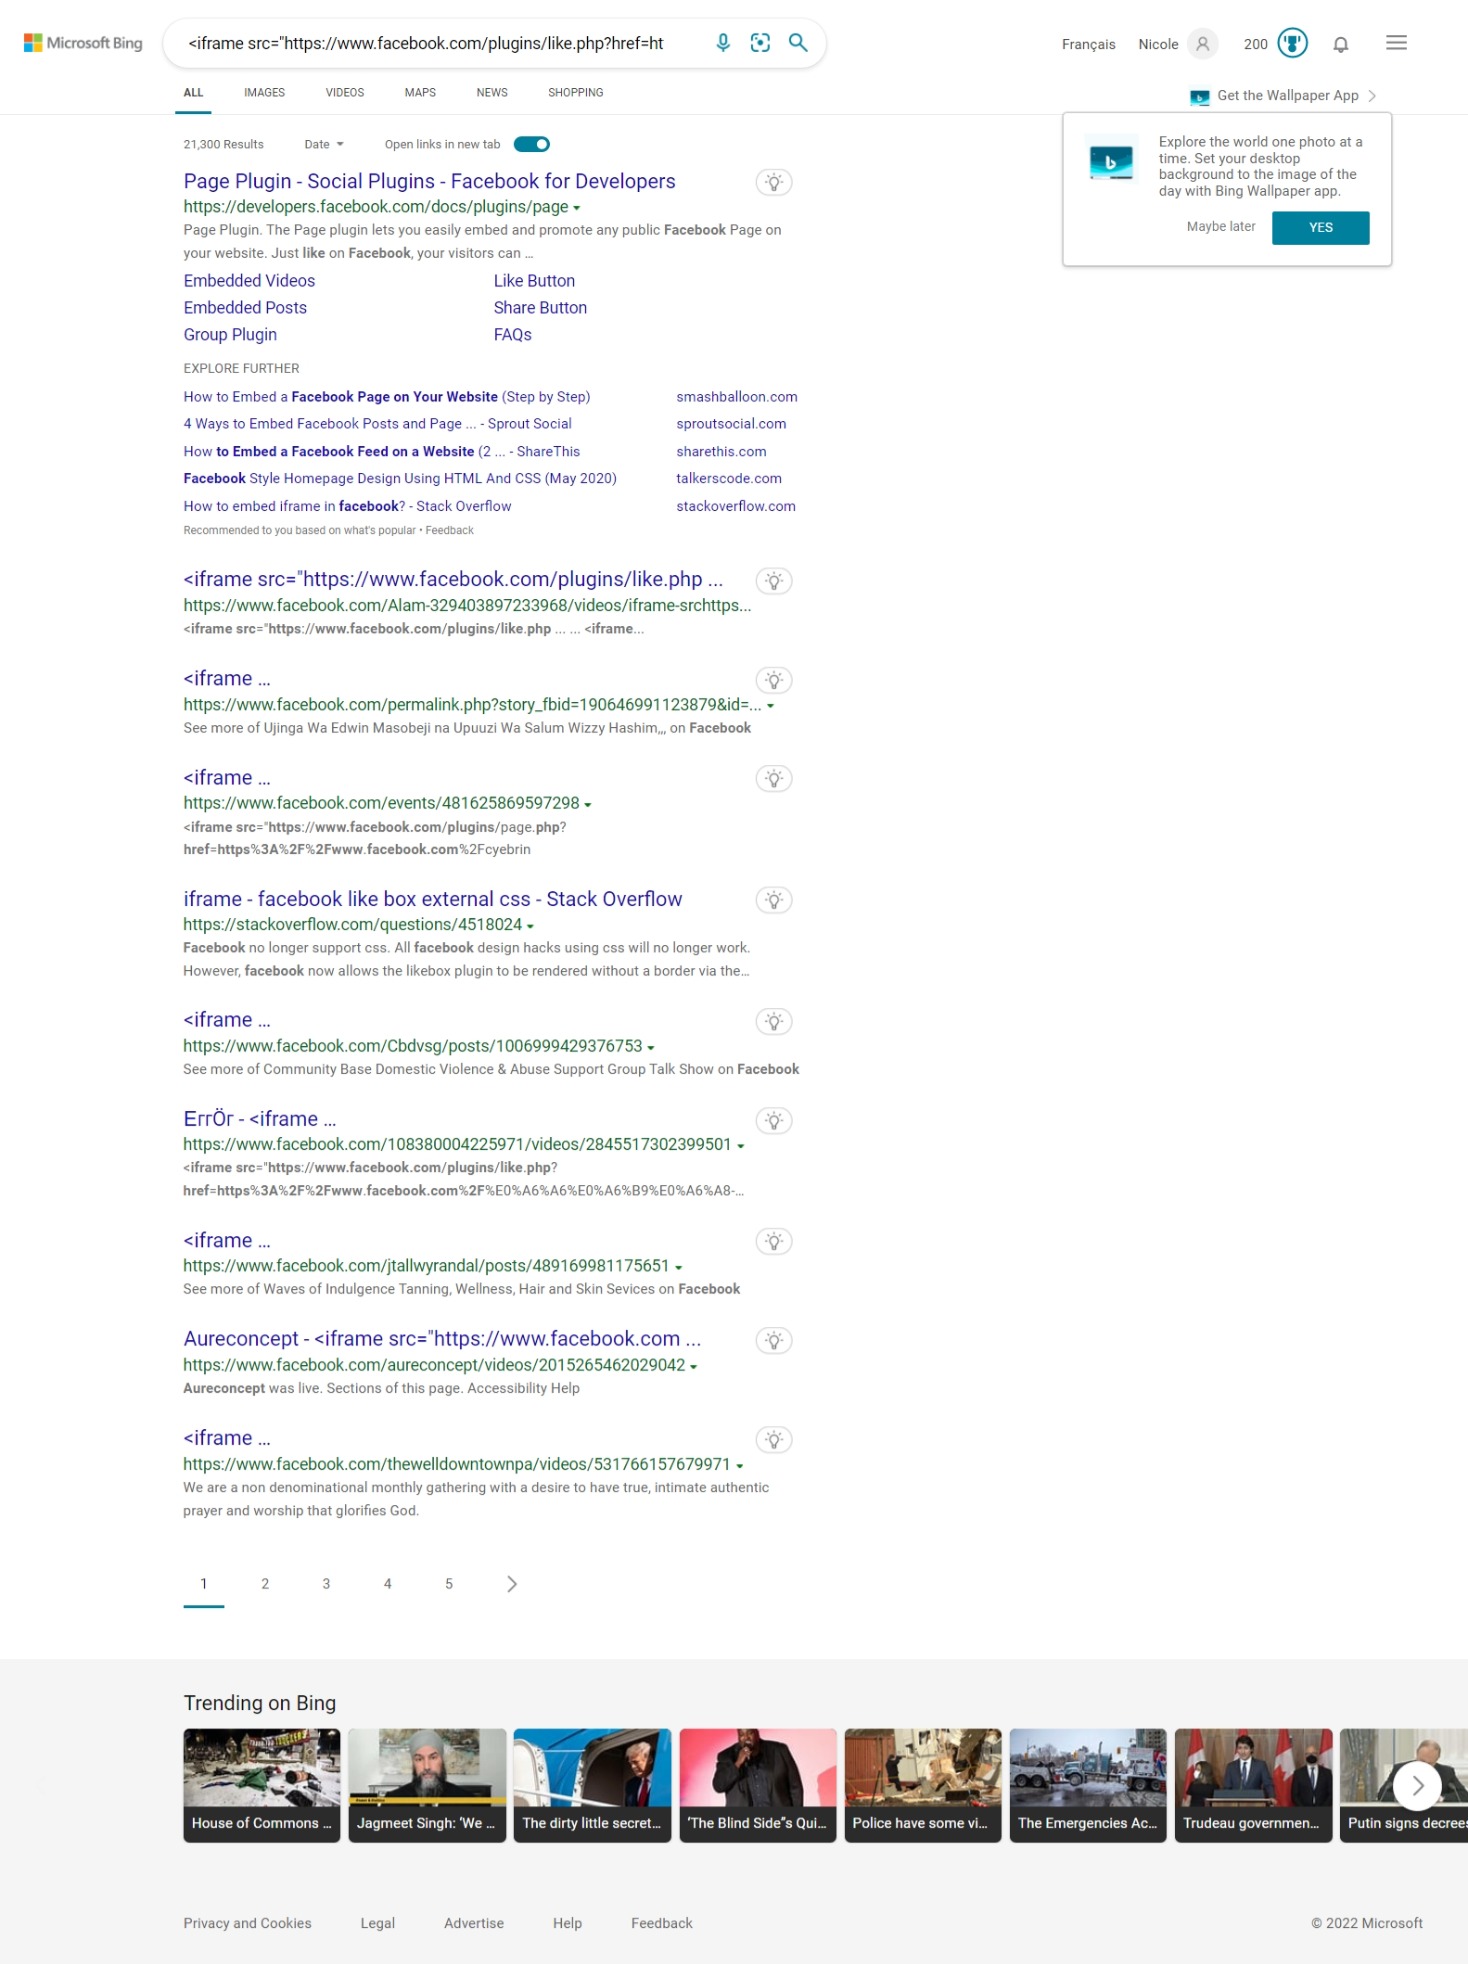 Microsoft Bing
<iframe src="https://www.facebook.com/plugins/like.php?href=ht
Français
Nicole
200
ALL
IMAGES
VIDEOS
MAPS
NEWS
SHOPPING
Get the Wallpaper App
Explore the world one photo at a
time. Set your desktop
background to the image of the
day with Bing Wallpaper app.
Maybe later
YES
21,300 Results
Date
Open links in new tab
Page Plugin - Social Plugins - Facebook for Developers
https://developers.facebook.com/docs/plugins/page
Page Plugin. The Page plugin lets you easily embed and promote any public Facebook Page on
your website. Just like on Facebook, your visitors can …
Embedded Videos
Like Button
Embedded Posts
Share Button
Group Plugin
FAQs
EXPLORE FURTHER
How to Embed a Facebook Page on Your Website (Step by Step)
smashballoon.com
4 Ways to Embed Facebook Posts and Page ... - Sprout Social
sproutsocial.com
How to Embed a Facebook Feed on a Website (2 ... - ShareThis
sharethis.com
Facebook Style Homepage Design Using HTML And CSS (May 2020)
talkerscode.com
How to embed iframe in facebook? - Stack Overflow
stackoverflow.com
Recommended to you based on what's popular • Feedback
<iframe src="https://www.facebook.com/plugins/like.php ...
https://www.facebook.com/Alam-329403897233968/videos/iframe-srchttps...
<iframe src="https://www.facebook.com/plugins/like.php ... ... <iframe...
<iframe ...
https://www.facebook.com/permalink.php?story_fbid=190646991123879&id=...
See more of Ujinga Wa Edwin Masobeji na Upuuzi Wa Salum Wizzy Hashim,,, on Facebook
<iframe ...
https://www.facebook.com/events/481625869597298
<iframe src="https://www.facebook.com/plugins/page.php?
href=https%3A%2F%2Fwww.facebook.com%2Fcyebrin
iframe - facebook like box external css - Stack Overflow
https://stackoverflow.com/questions/4518024
Facebook no longer support css. All facebook design hacks using css will no longer work.
However, facebook now allows the likebox plugin to be rendered without a border via the…
<iframe ...
https://www.facebook.com/Cbdvsg/posts/1006999429376753
See more of Community Base Domestic Violence & Abuse Support Group Talk Show on Facebook
ErrÖr - <iframe ...
https://www.facebook.com/108380004225971/videos/2845517302399501
<iframe src="https://www.facebook.com/plugins/like.php?
href=https%3A%2F%2Fwww.facebook.com%2F%E0%A6%A6%E0%A6%B9%E0%A6%A8-…
<iframe ...
https://www.facebook.com/jtallwyrandal/posts/489169981175651
See more of Waves of Indulgence Tanning, Wellness, Hair and Skin Sevices on Facebook
Aureconcept - <iframe src="https://www.facebook.com ...
https://www.facebook.com/aureconcept/videos/2015265462029042
Aureconcept was live. Sections of this page. Accessibility Help
<iframe ...
https://www.facebook.com/thewelldowntownpa/videos/531766157679971
We are a non denominational monthly gathering with a desire to have true, intimate authentic
prayer and worship that glorifies God.
1
2
3
4
5
Trending on Bing
House of Commons ...
Jagmeet Singh: ‘We ...
The dirty little secret...
‘The Blind Side”s Qui...
Police have some vi...
The Emergencies Ac...
Trudeau governmen...
Putin signs decrees
Privacy and Cookies
Legal
Advertise
Help
Feedback
© 2022 Microsoft